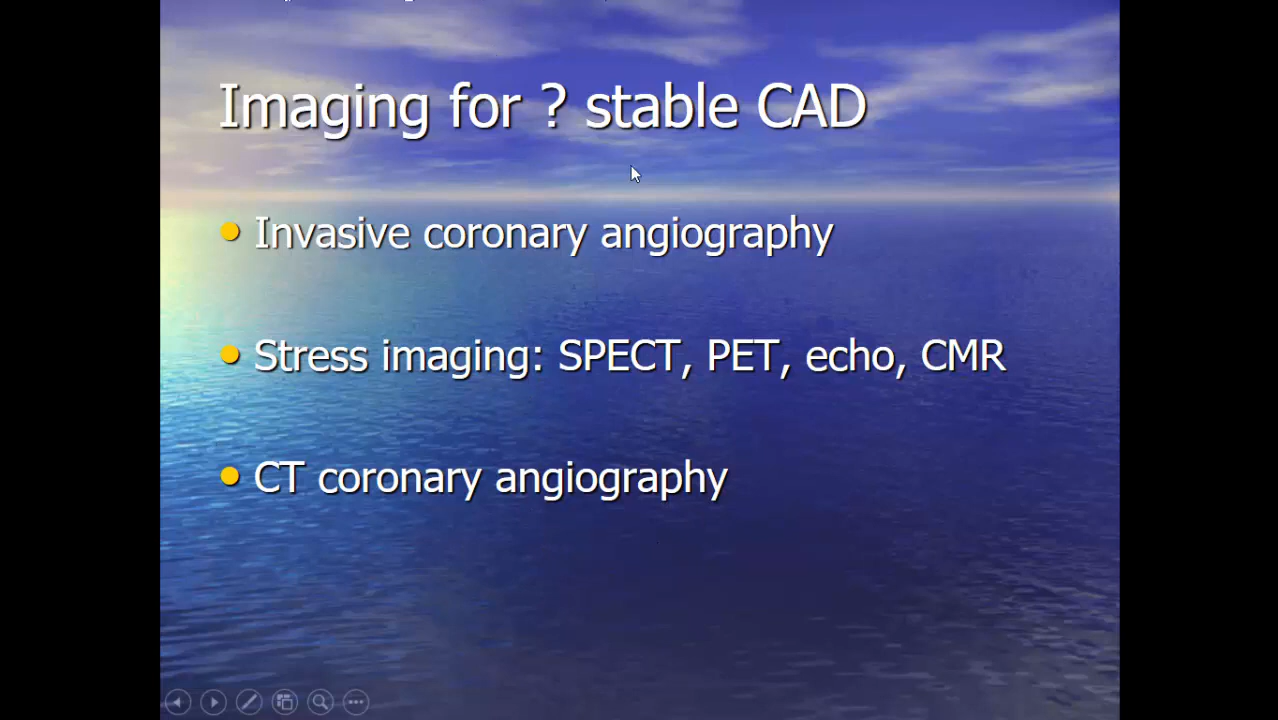 Imaging for ? stable CAD
Invasive coronary angiography
Stress imaging: SPECT, PET, echo, CMR
CT coronary angiography